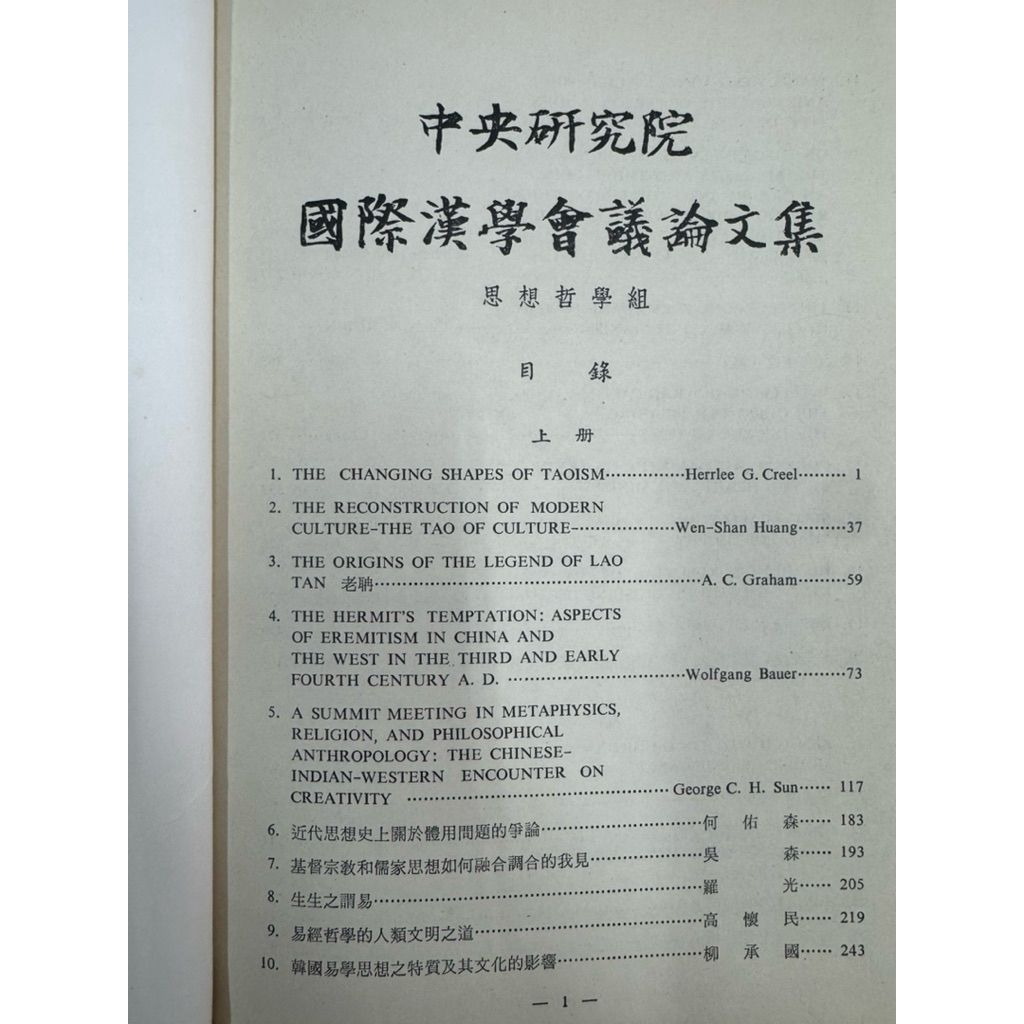 中央研究院
國際漢學會議論文集
思想哲學組
目 錄
上 册
1. THE CHANGING SHAPES OF TAOISM……………Herrlee G. Creel……… 1
2. THE RECONSTRUCTION OF MODERN
CULTURE-THE TAO OF CULTURE-………………Wen-Shan Huang………37
3. THE ORIGINS OF THE LEGEND OF LAO
TAN 老聃…………………………………………………A. C. Graham………59
4. THE HERMIT'S TEMPTATION: ASPECTS
OF EREMITISM IN CHINA AND
THE WEST IN THE THIRD AND EARLY
FOURTH CENTURY A. D. ……………………………Wolfgang Bauer………73
5. A SUMMIT MEETING IN METAPHYSICS,
RELIGION, AND PHILOSOPHICAL
ANTHROPOLOGY: THE CHINESE-
INDIAN-WESTERN ENCOUNTER ON
CREATIVITY ………………………………………… George C. H. Sun…… 117
6. 近代思想史上關於體用問題的爭論…………………………何 佑 森…… 183
7. 基督宗教和儒家思想如何融合調合的我見…………………吳 森…… 193
8. 生生之謂易……………………………………………………羅 光…… 205
9. 易經哲學的人類文明之道……………………………………高 懷 民…… 219
10. 韓國易學思想之特質及其文化的影響………………………柳 承 國…… 243
— 1 —